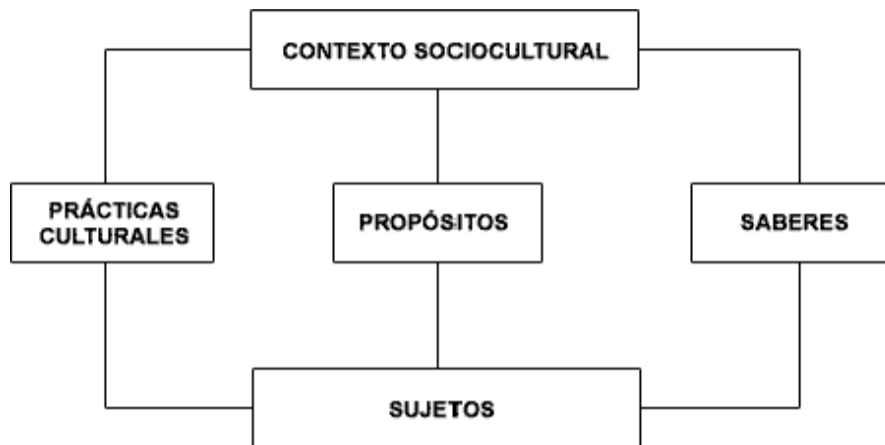 CONTEXTO SOCIOCULTURAL
PRÁCTICAS
CULTURALES
PROPÓSITOS
SABERES
SUJETOS